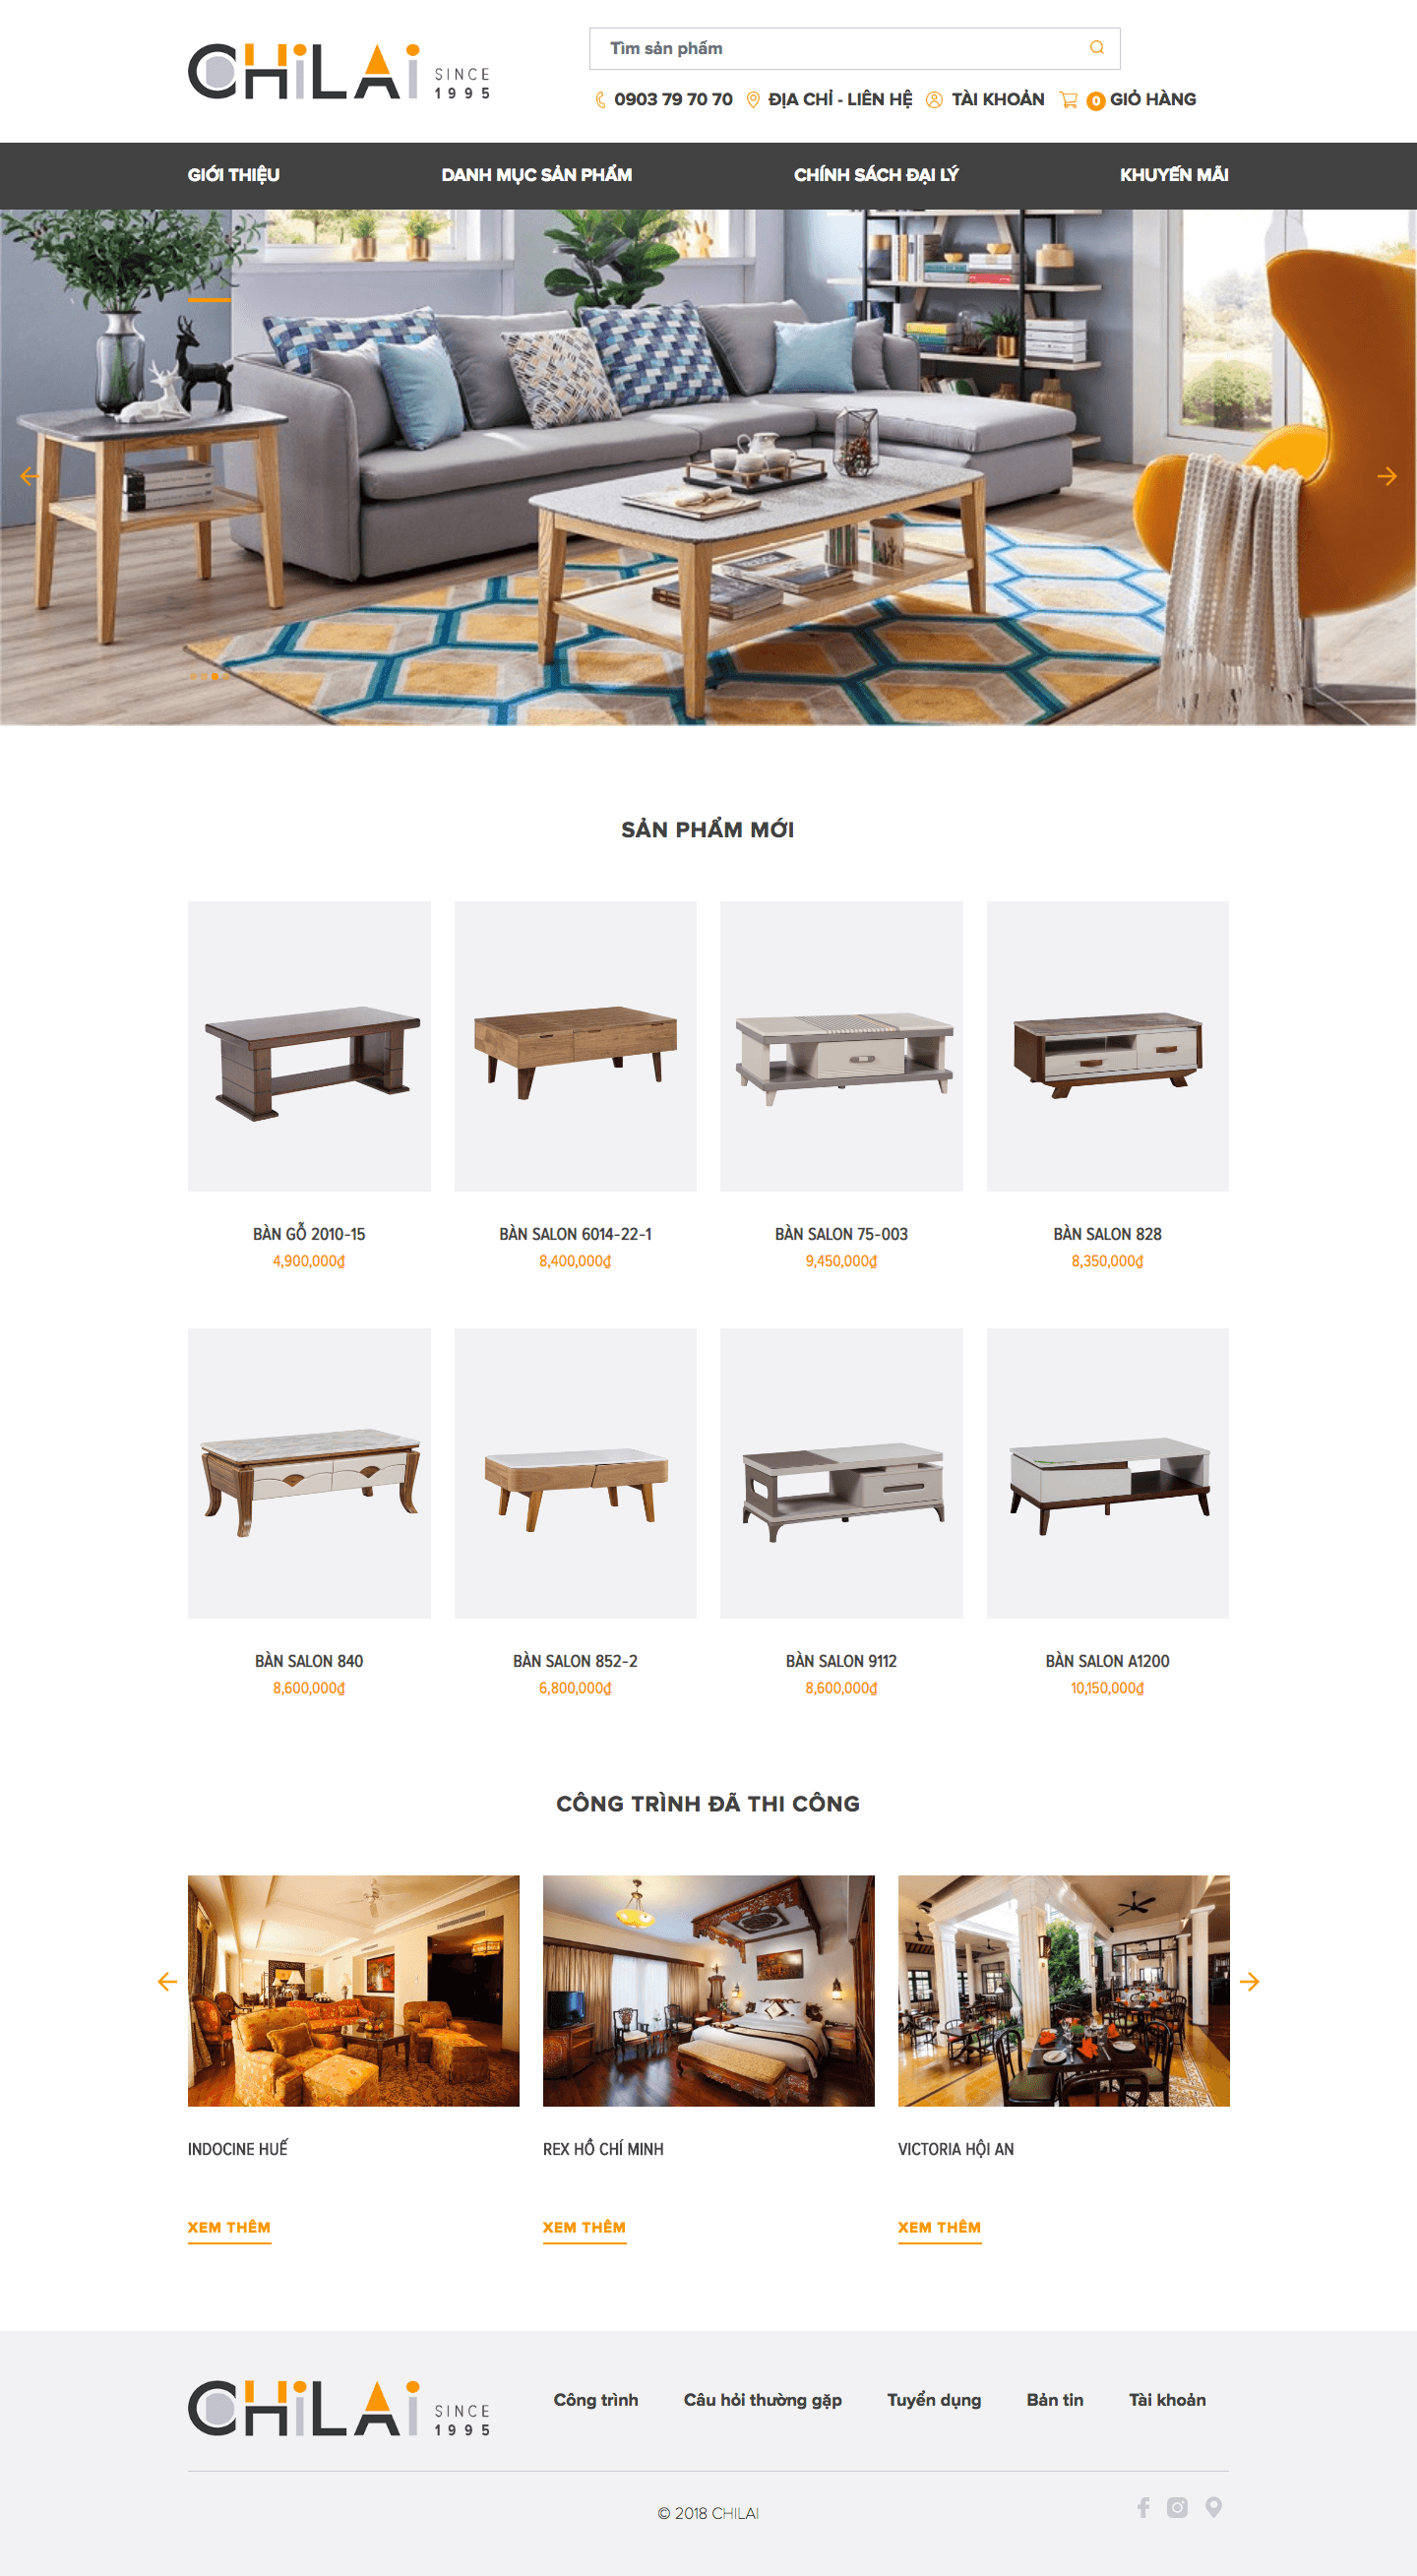 CHiLAi SINCE 1995
Tìm sản phẩm
0903 79 70 70 ĐỊA CHỈ - LIÊN HỆ TÀI KHOẢN 0 GIỎ HÀNG
GIỚI THIỆU DANH MỤC SẢN PHẨM CHÍNH SÁCH ĐẠI LÝ KHUYẾN MÃI
SẢN PHẨM MỚI
BÀN GỖ 2010-15 BÀN SALON 6014-22-1 BÀN SALON 75-003 BÀN SALON 828
4,900,000₫ 8,400,000₫ 9,450,000₫ 8,350,000₫
BÀN SALON 840 BÀN SALON 852-2 BÀN SALON 9112 BÀN SALON A1200
8,600,000₫ 6,800,000₫ 8,600,000₫ 10,150,000₫
CÔNG TRÌNH ĐÃ THI CÔNG
INDOCINE HUẾ REX HỒ CHÍ MINH VICTORIA HỘI AN
XEM THÊM XEM THÊM XEM THÊM
CHiLAi SINCE 1995
Công trình Câu hỏi thường gặp Tuyển dụng Bản tin Tài khoản
© 2018 CHILAI